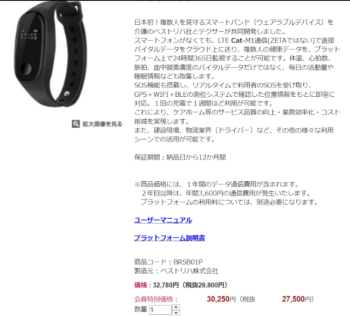 日本初！複数人を見守るスマートバンド（ウェアラブルデバイス）を
介護のベストリハ社とテクサーが共同開発しました。
スマートフォンがなくても、LTE Cat-M1通信(ZETAではない)で直接
バイタルデータをクラウド上に送り、複数人の健康データを、プラット
フォーム上で24時間365日監視することが可能です。体温、心拍数、
脈拍、血中酸素濃度のバイタルデータだけではなく、毎日の活動量や
睡眠情報なども取集します。
SOS機能も搭載し、リアルタイムで利用者のSOSを受け取り、
GPS＋WIFI＋BLEの測位システムで確認した位置情報をもとに即座に
対応。1回の充電で1週間ほど利用が可能です。
これにより、ケアホーム等のサービス品質の向上・業務効率化・コスト
削減を実現します。
また、建設現場、物流業界（ドライバー）など、その他の様々な利用
シーンでの活用が可能です。
拡大画像を見る
保証期間：納品日から12か月間
※商品価格には、１年間のデータ通信費用が含まれます。
２年目以降は、年間3,600円の通信費用が発生いたします。
プラットフォームの利用料については、別途必要になります。
ユーザーマニュアル
プラットフォーム説明書
商品コード：BRSB01P
製造元：ベストリハ株式会社
価格：32,780円（税抜29,800円）
会員特別価格： 30,250円（税抜 27,500円）
数量 1